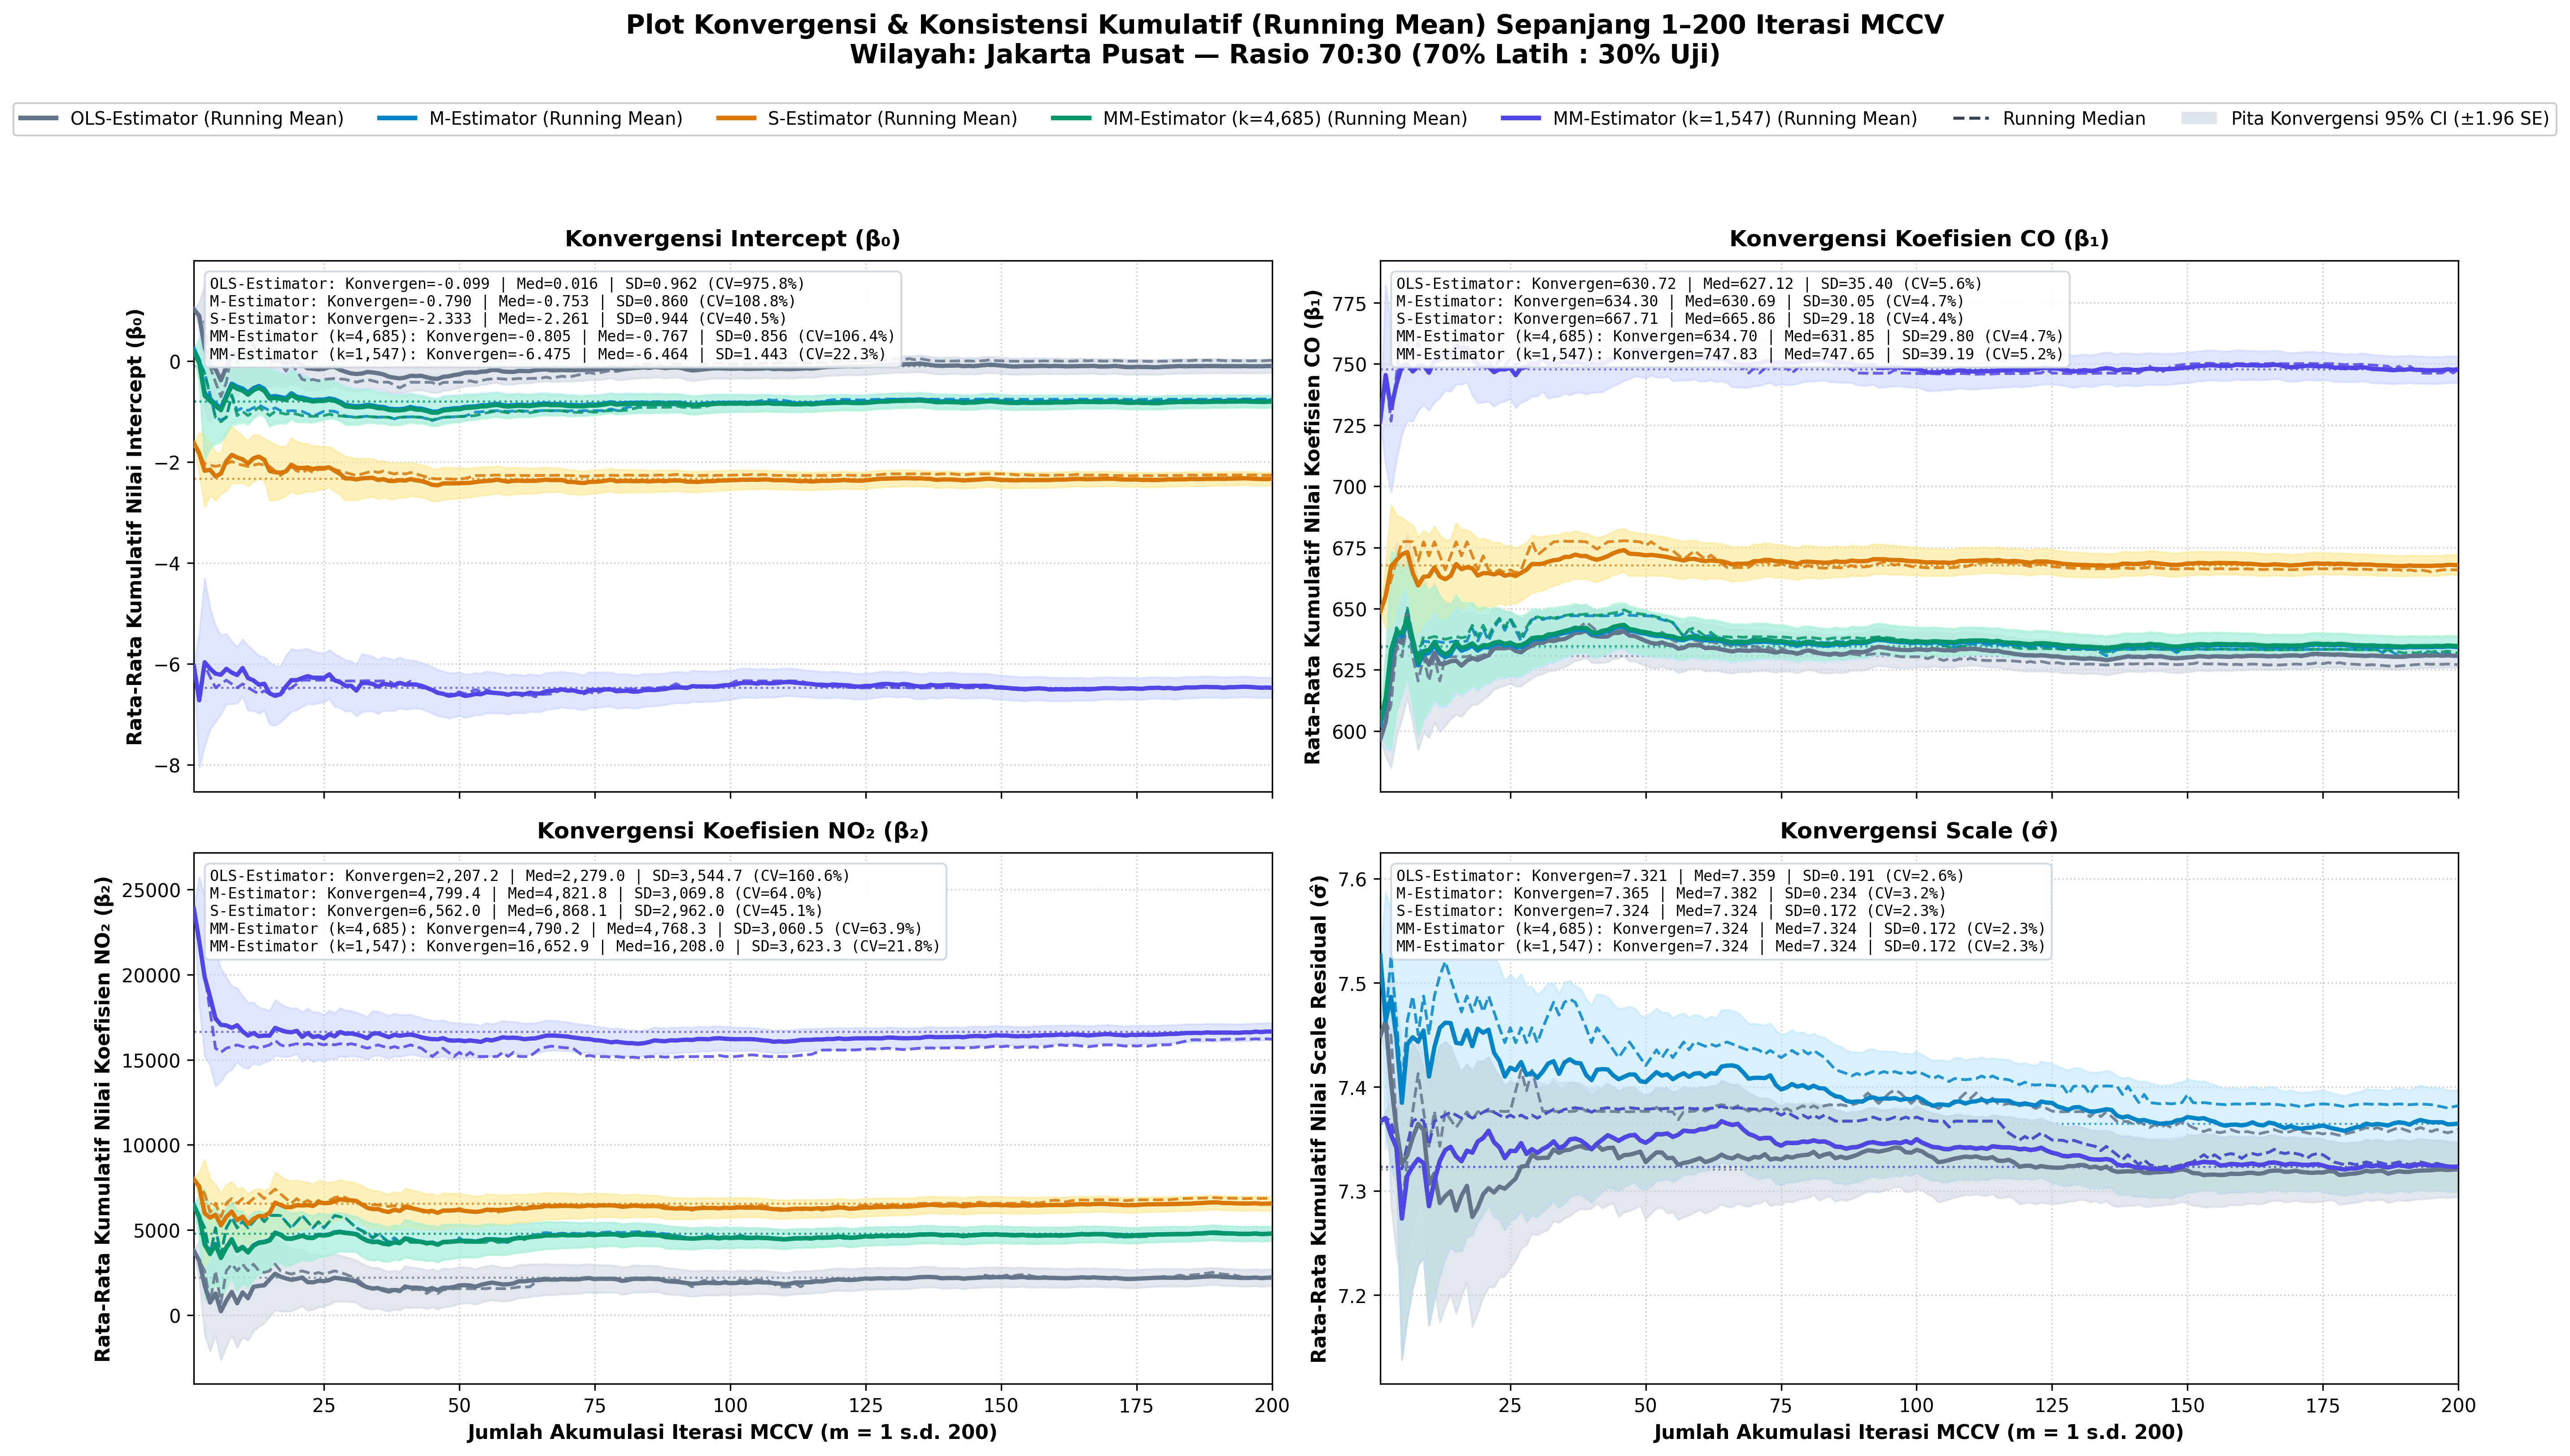 Plot Konvergensi & Konsistensi Kumulatif (Running Mean) Sepanjang 1–200 Iterasi MCCV
Wilayah: Jakarta Pusat — Rasio 70:30 (70% Latih : 30% Uji)
OLS-Estimator (Running Mean)
M-Estimator (Running Mean)
S-Estimator (Running Mean)
MM-Estimator (k=4,685) (Running Mean)
MM-Estimator (k=1,547) (Running Mean)
Running Median
Pita Konvergensi 95% CI (±1.96 SE)
Konvergensi Intercept (β₀)
OLS-Estimator: Konvergen=-0.099 | Med=0.016 | SD=0.962 (CV=975.8%)
M-Estimator: Konvergen=-0.790 | Med=-0.753 | SD=0.860 (CV=108.8%)
S-Estimator: Konvergen=-2.333 | Med=-2.261 | SD=0.944 (CV=40.5%)
MM-Estimator (k=4,685): Konvergen=-0.805 | Med=-0.767 | SD=0.856 (CV=106.4%)
MM-Estimator (k=1,547): Konvergen=-6.475 | Med=-6.464 | SD=1.443 (CV=22.3%)
Rata-Rata Kumulatif Nilai Intercept (β₀)
0
−2
−4
−6
−8
Konvergensi Koefisien CO (β₁)
OLS-Estimator: Konvergen=630.72 | Med=627.12 | SD=35.40 (CV=5.6%)
M-Estimator: Konvergen=634.30 | Med=630.69 | SD=30.05 (CV=4.7%)
S-Estimator: Konvergen=667.71 | Med=665.86 | SD=29.18 (CV=4.4%)
MM-Estimator (k=4,685): Konvergen=634.70 | Med=631.85 | SD=29.80 (CV=4.7%)
MM-Estimator (k=1,547): Konvergen=747.83 | Med=747.65 | SD=39.19 (CV=5.2%)
Rata-Rata Kumulatif Nilai Koefisien CO (β₁)
775
750
725
700
675
650
625
600
Konvergensi Koefisien NO₂ (β₂)
OLS-Estimator: Konvergen=2,207.2 | Med=2,279.0 | SD=3,544.7 (CV=160.6%)
M-Estimator: Konvergen=4,799.4 | Med=4,821.8 | SD=3,069.8 (CV=64.0%)
S-Estimator: Konvergen=6,562.0 | Med=6,868.1 | SD=2,962.0 (CV=45.1%)
MM-Estimator (k=4,685): Konvergen=4,790.2 | Med=4,768.3 | SD=3,060.5 (CV=63.9%)
MM-Estimator (k=1,547): Konvergen=16,652.9 | Med=16,208.0 | SD=3,623.3 (CV=21.8%)
Rata-Rata Kumulatif Nilai Koefisien NO₂ (β₂)
25000
20000
15000
10000
5000
0
25 50 75 100 125 150 175 200
Jumlah Akumulasi Iterasi MCCV (m = 1 s.d. 200)
Konvergensi Scale (σ̂)
OLS-Estimator: Konvergen=7.321 | Med=7.359 | SD=0.191 (CV=2.6%)
M-Estimator: Konvergen=7.365 | Med=7.382 | SD=0.234 (CV=3.2%)
S-Estimator: Konvergen=7.324 | Med=7.324 | SD=0.172 (CV=2.3%)
MM-Estimator (k=4,685): Konvergen=7.324 | Med=7.324 | SD=0.172 (CV=2.3%)
MM-Estimator (k=1,547): Konvergen=7.324 | Med=7.324 | SD=0.172 (CV=2.3%)
Rata-Rata Kumulatif Nilai Scale Residual (σ̂)
7.6
7.5
7.4
7.3
7.2
25 50 75 100 125 150 175 200
Jumlah Akumulasi Iterasi MCCV (m = 1 s.d. 200)